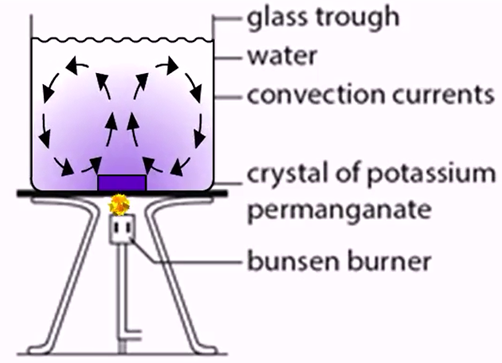 glass trough
water
convection currents
crystal of potassium
permanganate
bunsen burner